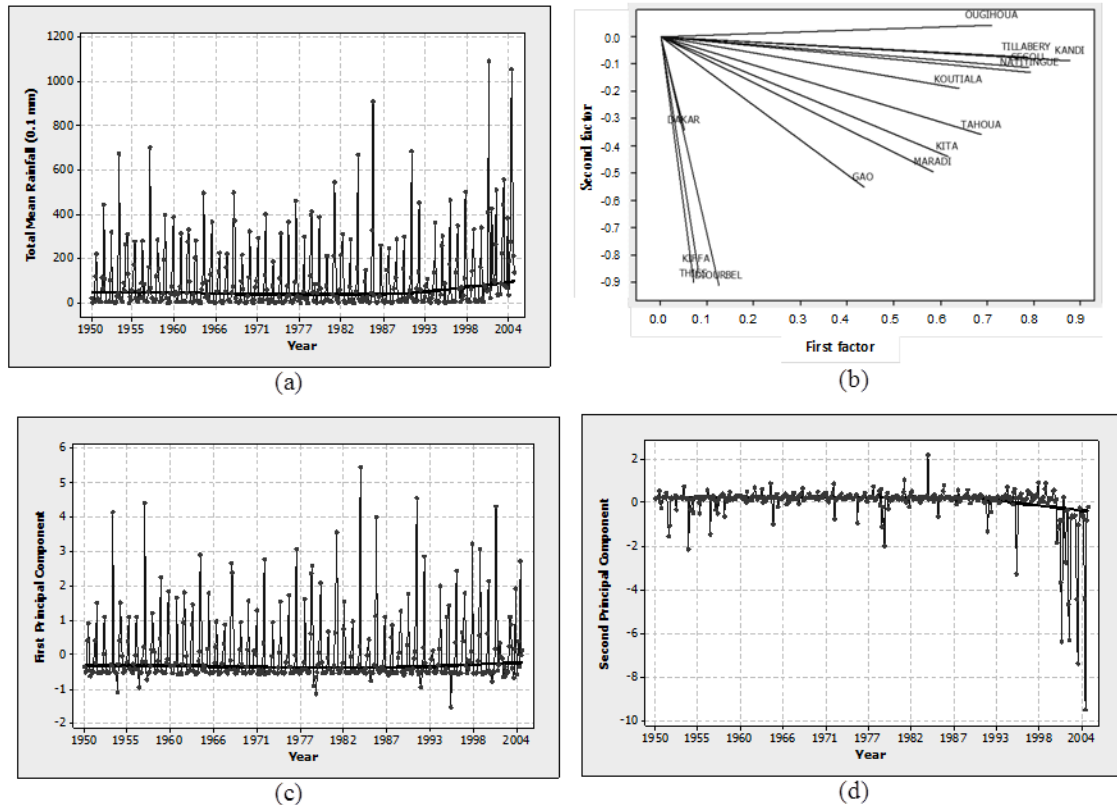 1200
1000
800
600
400
200
0
Total Mean Rainfall (0.1 mm)
1950 1955 1960 1966 1971 1977 1982 1987 1993 1998 2004
Year
(a)
0.0
-0.1
-0.2
-0.3
-0.4
-0.5
-0.6
-0.7
-0.8
-0.9
Second factor
OUGIHOUA
TILLABERY
KANDI
SEGOU
NATITINGUE
KOUTIALA
DAKAR
TAHOUA
KITA
MARADI
GAO
KIFFA
THIES
DIOURBEL
0.0 0.1 0.2 0.3 0.4 0.5 0.6 0.7 0.8 0.9
First factor
(b)
6
5
4
3
2
1
0
-1
-2
First Principal Component
1950 1955 1960 1966 1971 1977 1982 1987 1993 1998 2004
Year
(c)
2
0
-2
-4
-6
-8
-10
Second Principal Component
1950 1955 1960 1966 1971 1977 1982 1987 1993 1998 2004
Year
(d)